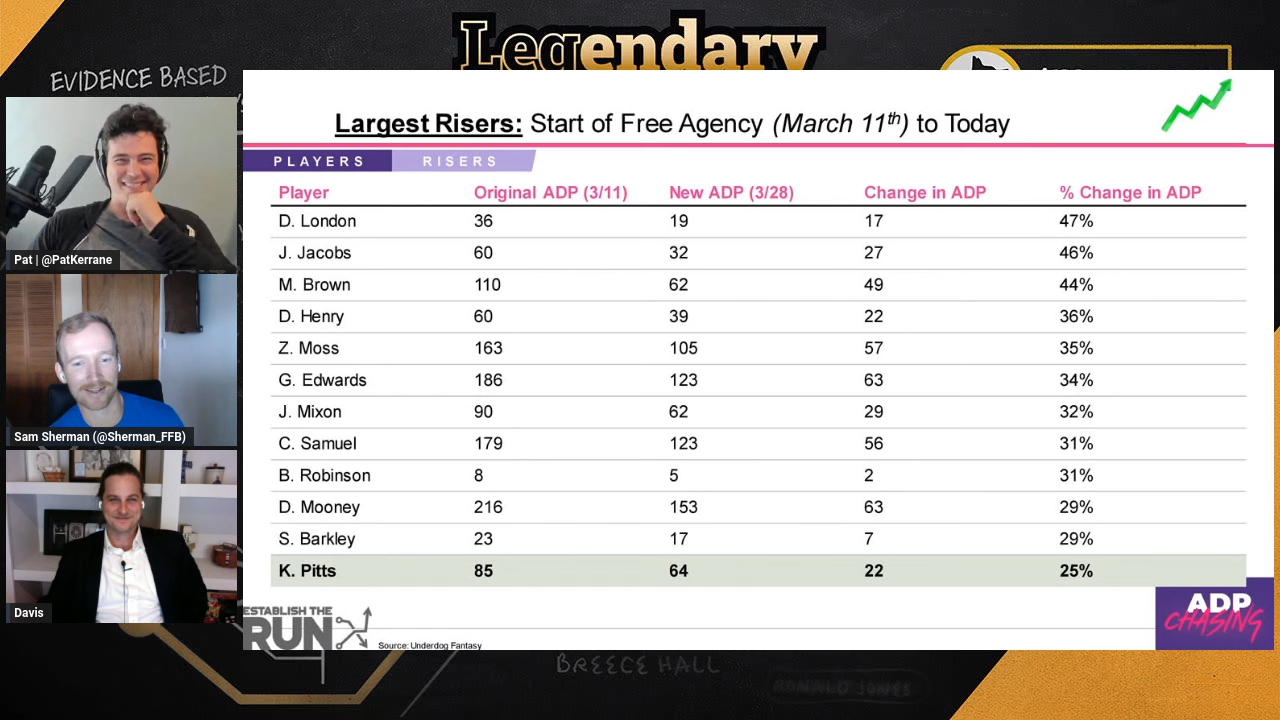 Legendary
EVIDENCE BASED
Largest Risers: Start of Free Agency (March 11th) to Today
PLAYERS RISERS
Player Original ADP (3/11) New ADP (3/28) Change in ADP % Change in ADP
D. London 36 19 17 47%
J. Jacobs 60 32 27 46%
M. Brown 110 62 49 44%
D. Henry 60 39 22 36%
Z. Moss 163 105 57 35%
G. Edwards 186 123 63 34%
J. Mixon 90 62 29 32%
C. Samuel 179 123 56 31%
B. Robinson 8 5 2 31%
D. Mooney 216 153 63 29%
S. Barkley 23 17 7 29%
K. Pitts 85 64 22 25%
Pat | @PatKerrane
Sam Sherman (@Sherman_FFB)
Davis
ESTABLISH THE
RUN
Source: Underdog Fantasy
ADP
CHASING
BREECE HALL
RONALD JONES